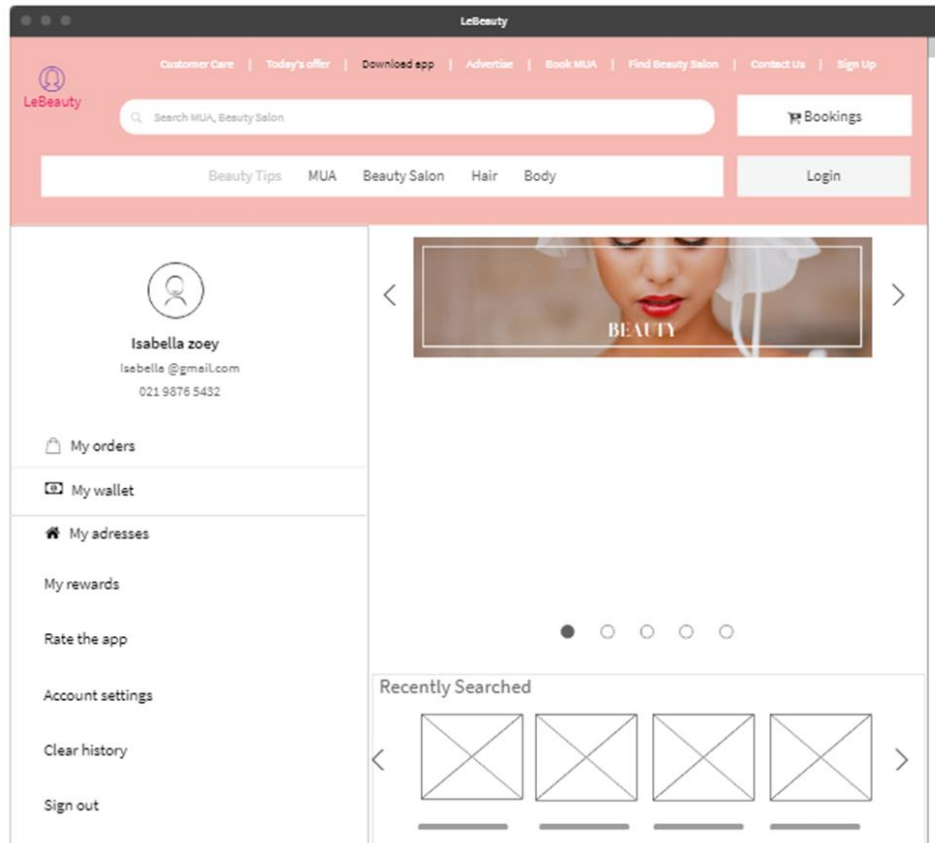 LeBeauty
Customer Care | Today's offer | Download app | Advertise | Book MUA | Find Beauty Salon | Contact Us | Sign Up
LeBeauty
Search MUA, Beauty Salon
Bookings
Beauty Tips MUA Beauty Salon Hair Body
Login
Isabella zoey
Isabella @gmail.com
021 9876 5432
My orders
My wallet
My adresses
My rewards
Rate the app
Account settings
Clear history
Sign out
BEAUTY
Recently Searched